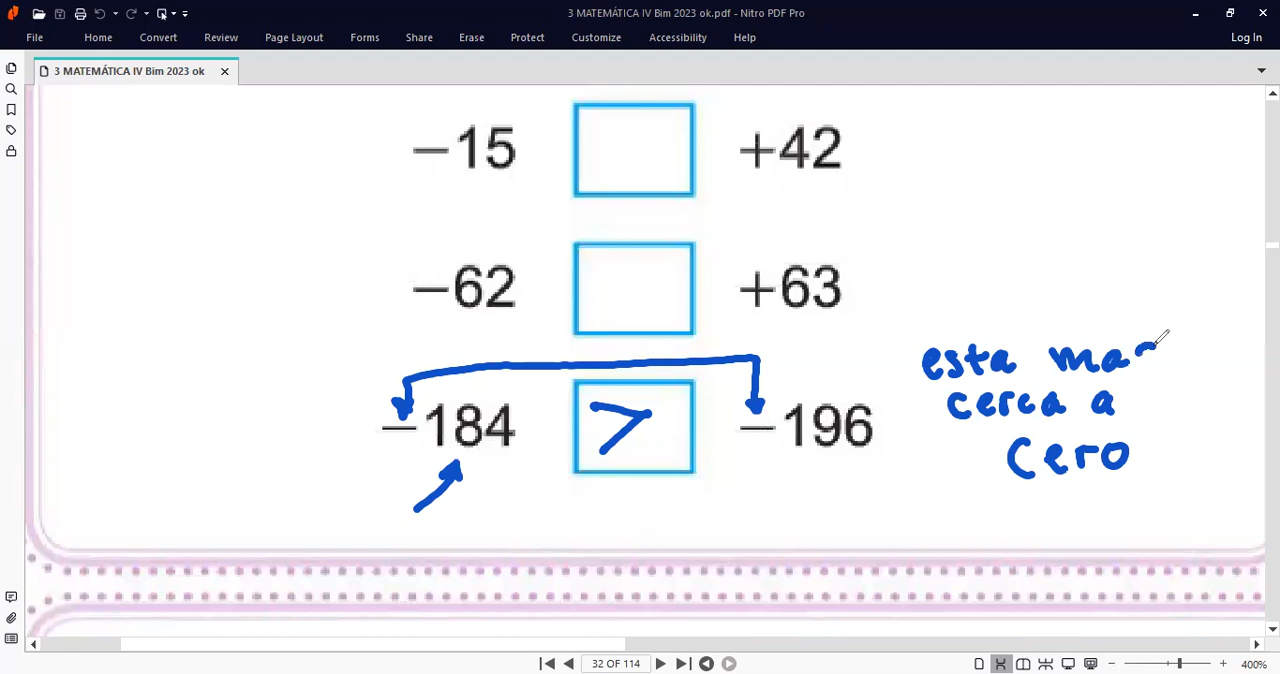 3 MATEMÁTICA IV Bim 2023 ok.pdf - Nitro PDF Pro
File Home Convert Review Page Layout Forms Share Erase Protect Customize Accessibility Help Log In
3 MATEMÁTICA IV Bim 2023 ok
−15 +42
−62 +63
−184 > −196
esta mas
cerca a
cero
32 OF 114
400%